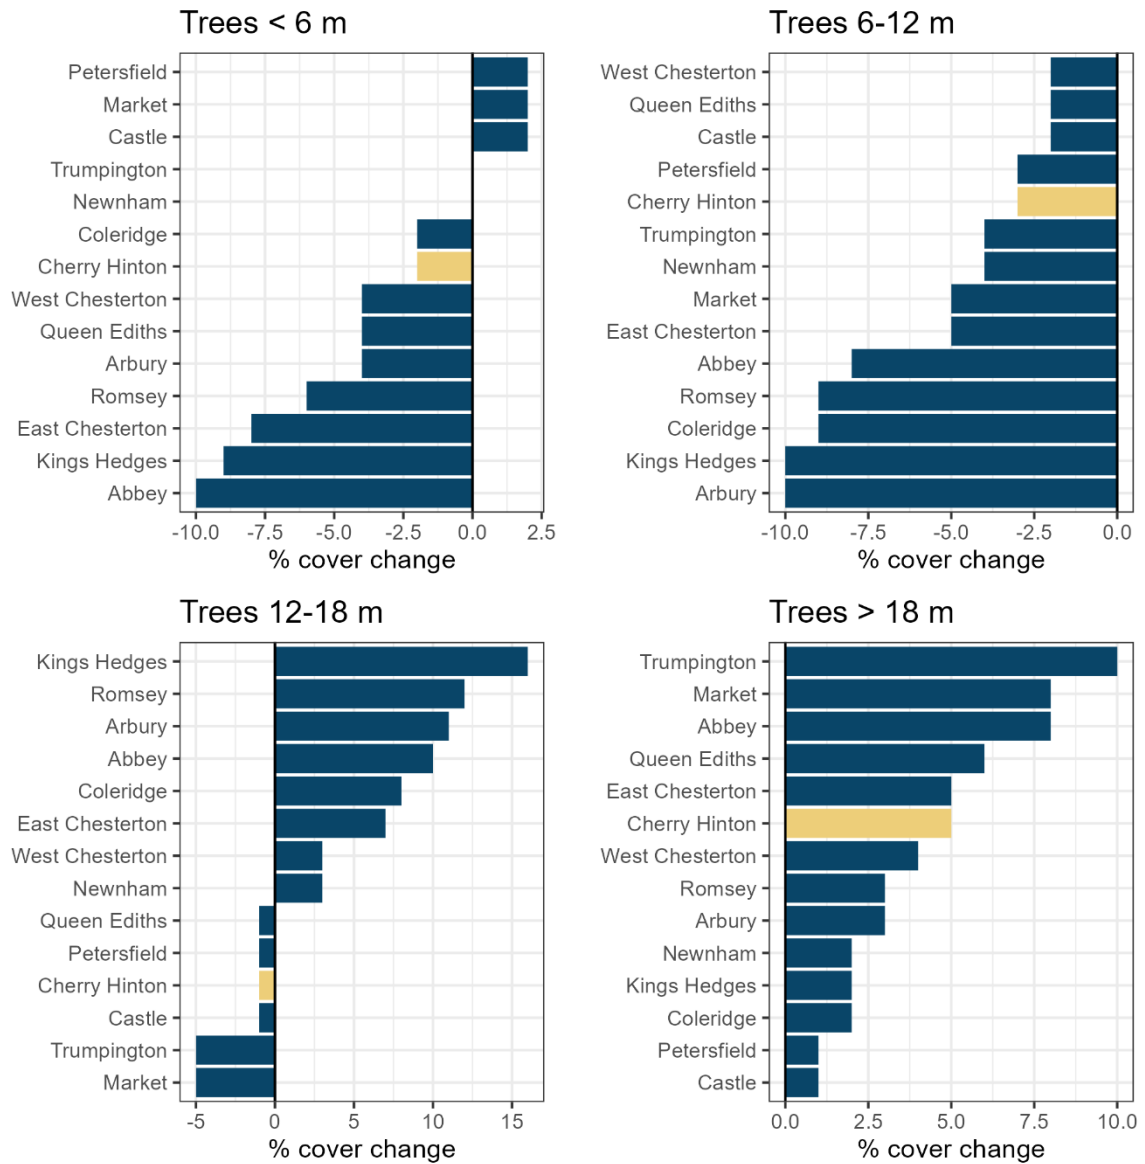 Trees < 6 m
Petersfield
Market
Castle
Trumpington
Newnham
Coleridge
Cherry Hinton
West Chesterton
Queen Ediths
Arbury
Romsey
East Chesterton
Kings Hedges
Abbey
-10.0 -7.5 -5.0 -2.5 0.0 2.5
% cover change
Trees 6-12 m
West Chesterton
Queen Ediths
Castle
Petersfield
Cherry Hinton
Trumpington
Newnham
Market
East Chesterton
Abbey
Romsey
Coleridge
Kings Hedges
Arbury
-10.0 -7.5 -5.0 -2.5 0.0
% cover change
Trees 12-18 m
Kings Hedges
Romsey
Arbury
Abbey
Coleridge
East Chesterton
West Chesterton
Newnham
Queen Ediths
Petersfield
Cherry Hinton
Castle
Trumpington
Market
-5 0 5 10 15
% cover change
Trees > 18 m
Trumpington
Market
Abbey
Queen Ediths
East Chesterton
Cherry Hinton
West Chesterton
Romsey
Arbury
Newnham
Kings Hedges
Coleridge
Petersfield
Castle
0.0 2.5 5.0 7.5 10.0
% cover change